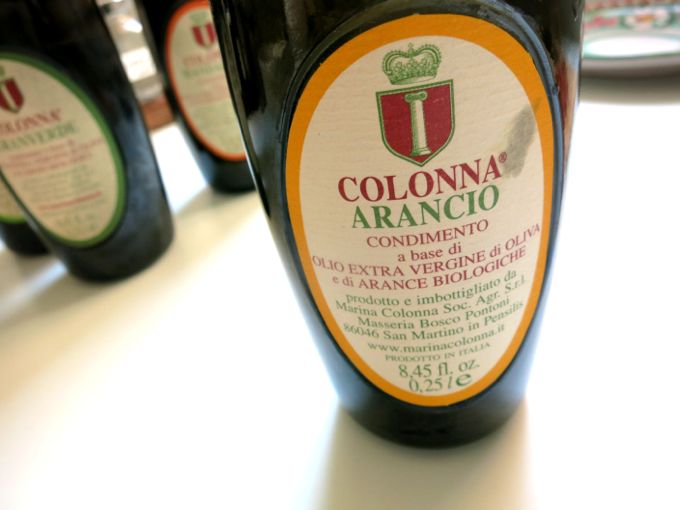 COLONNA®
ARANCIO
CONDIMENTO
a base di
OLIO EXTRA VERGINE di OLIVA
e di ARANCE BIOLOGICHE
prodotto e imbottigliato da
Marina Colonna Soc. Agr. S.r.l.
Masseria Bosco Pontoni
86046 San Martino in Pensilis
www.marinacolonna.it
PRODOTTO IN ITALIA
8,45 fl. oz.
0,25 l e
COLONNA
GRANVERDE
COLONNA